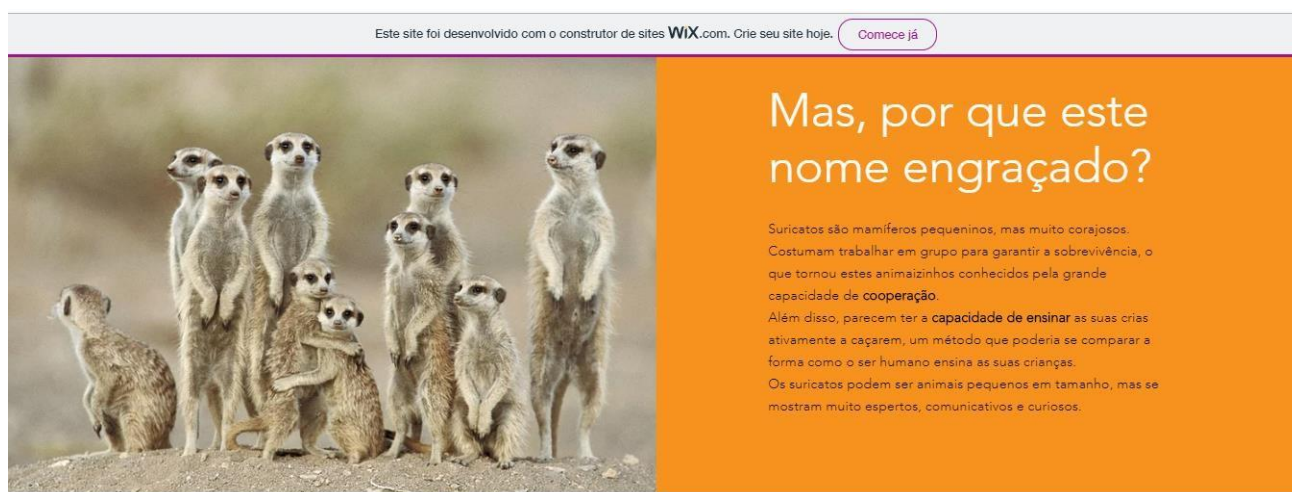 Este site foi desenvolvido com o construtor de sites WiX.com. Crie seu site hoje. Comece já
Mas, por que este
nome engraçado?
Suricatos são mamíferos pequeninos, mas muito corajosos.
Costumam trabalhar em grupo para garantir a sobrevivência, o
que tornou estes animaizinhos conhecidos pela grande
capacidade de cooperação.
Além disso, parecem ter a capacidade de ensinar as suas crias
ativamente a caçarem, um método que poderia se comparar a
forma como o ser humano ensina as suas crianças.
Os suricatos podem ser animais pequenos em tamanho, mas se
mostram muito espertos, comunicativos e curiosos.